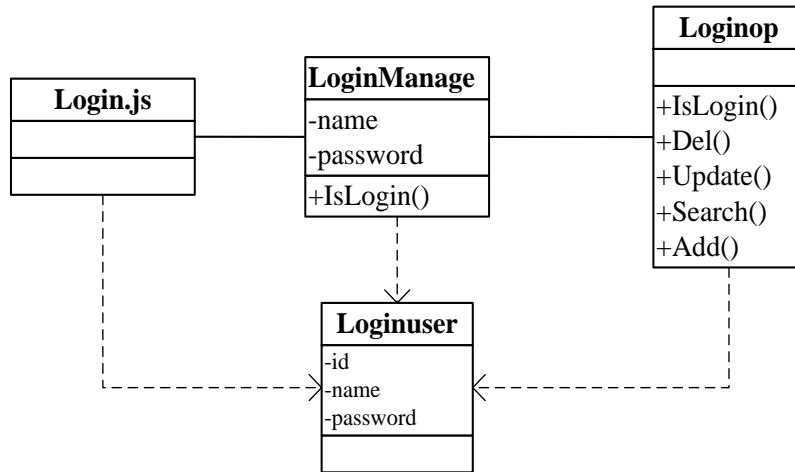 Login.js
LoginManage
-name
-password
+IsLogin()
Loginop
+IsLogin()
+Del()
+Update()
+Search()
+Add()
Loginuser
-id
-name
-password